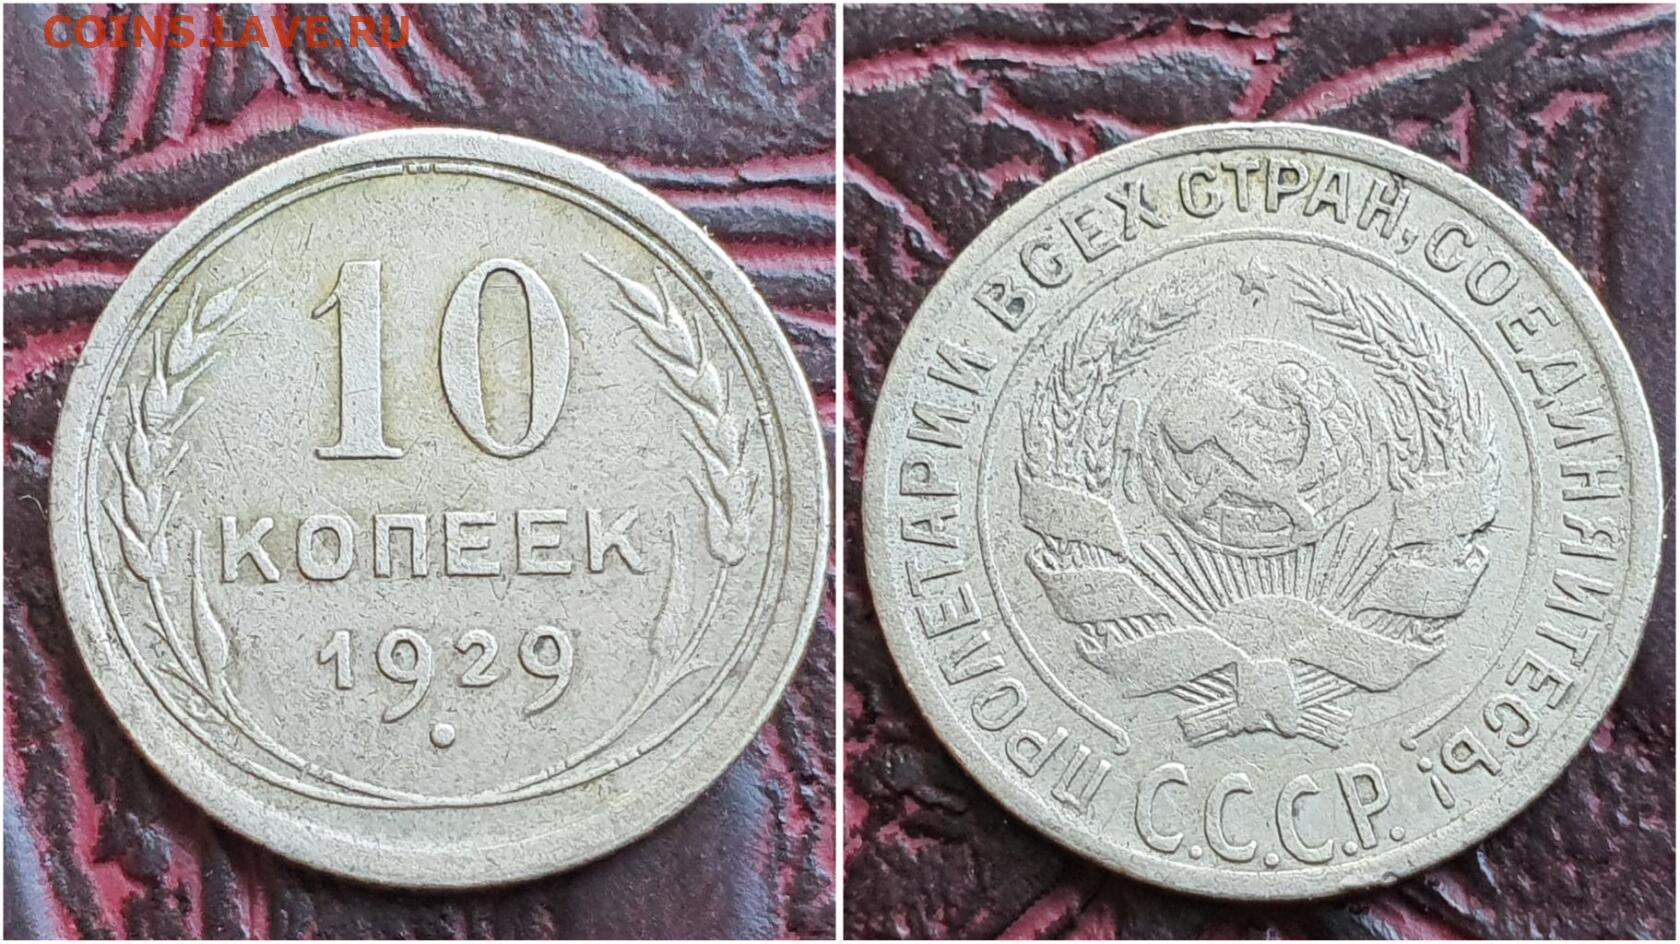 COINS.LAVE.RU
10
КОПЕЕК
1929
ПРОЛЕТАРИИ ВСЕХ СТРАН, СОЕДИНЯЙТЕСЬ!
С.С.С.Р.